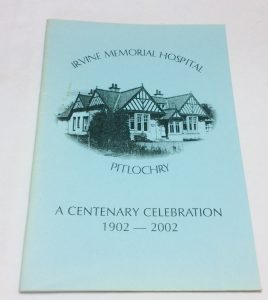 IRVINE MEMORIAL HOSPITAL
PITLOCHRY
A CENTENARY CELEBRATION
1902 — 2002